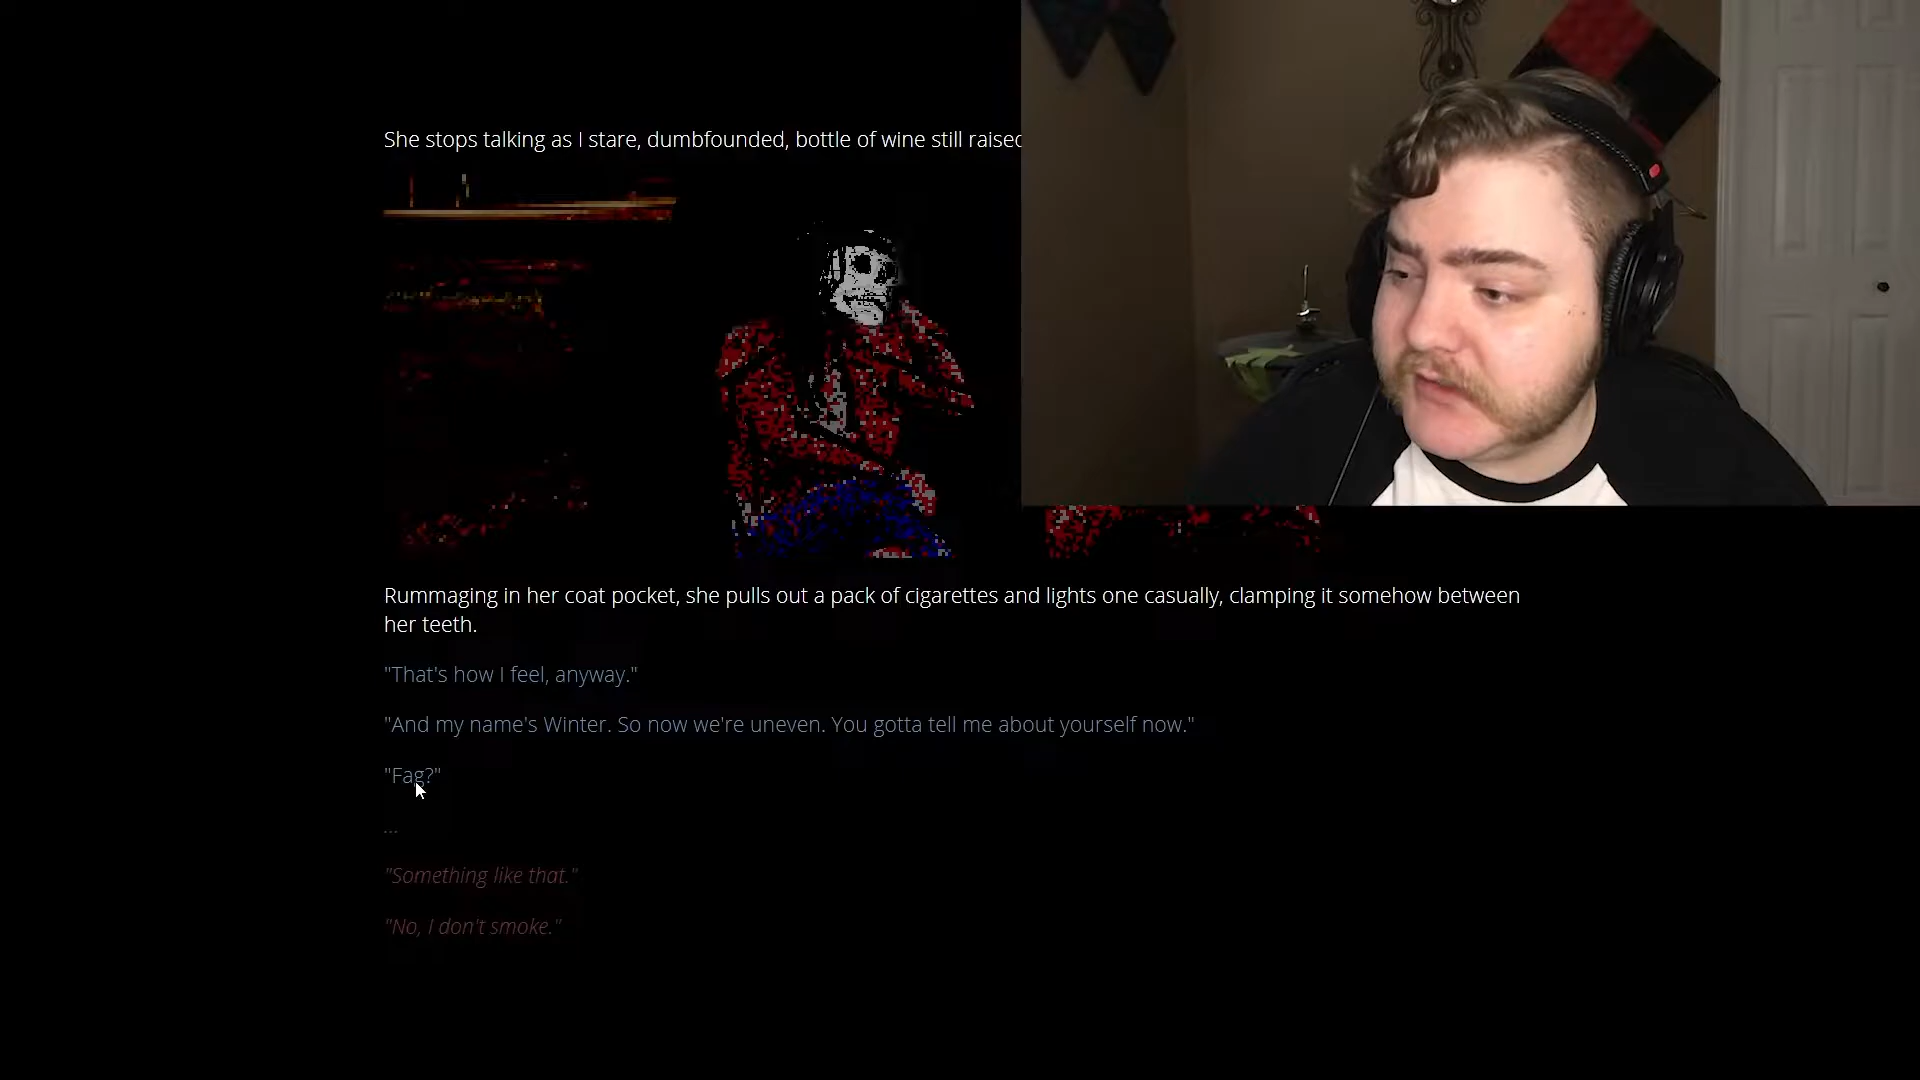 She stops talking as I stare, dumbfounded, bottle of wine still raised
Rummaging in her coat pocket, she pulls out a pack of cigarettes and lights one casually, clamping it somehow between
her teeth.
"That's how I feel, anyway."
"And my name's Winter. So now we're uneven. You gotta tell me about yourself now."
"Fag?"
...
"Something like that."
"No, I don't smoke."